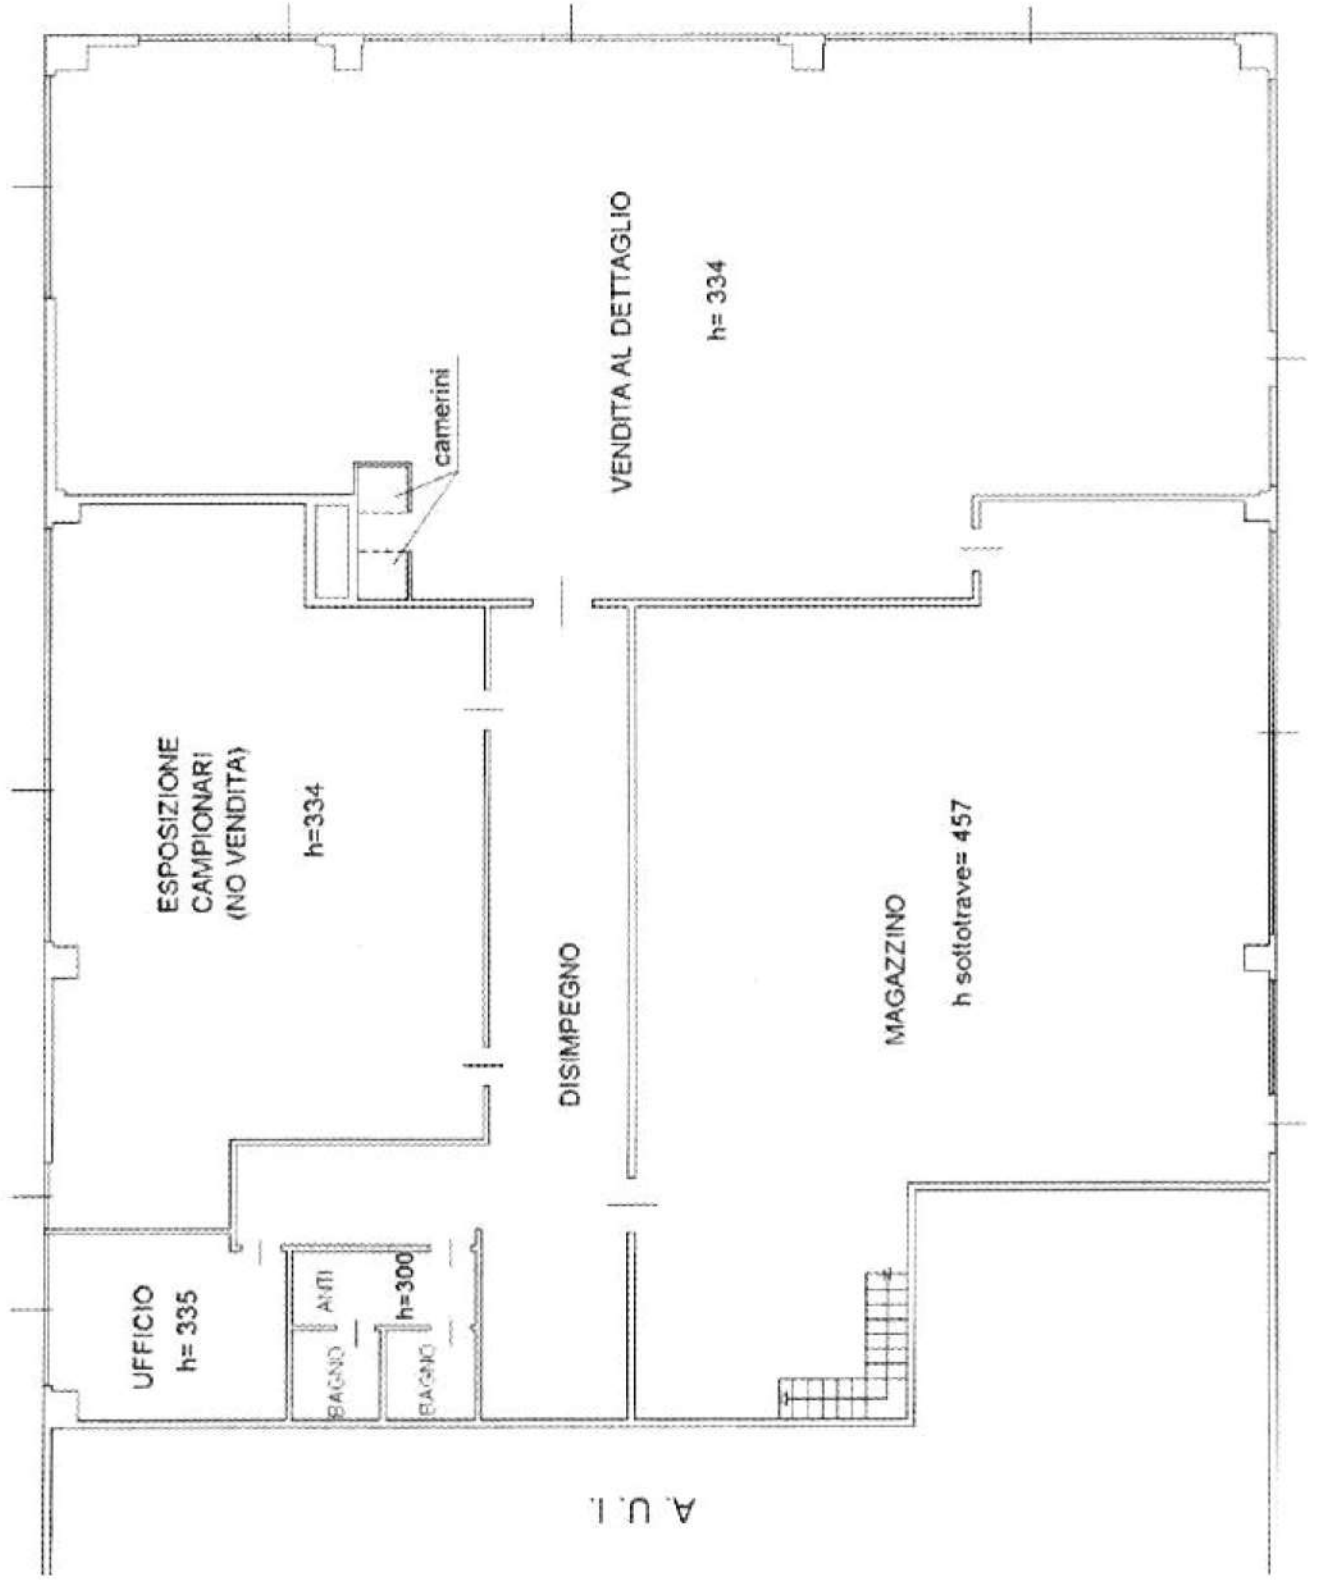 VENDITA AL DETTAGLIO
h= 334
camerini
ESPOSIZIONE
CAMPIONARI
(NO VENDITA)
h=334
DISIMPEGNO
MAGAZZINO
h sottotrave= 457
UFFICIO
h= 335
ANTI
h=300
BAGNO
BAGNO
A. U. I.